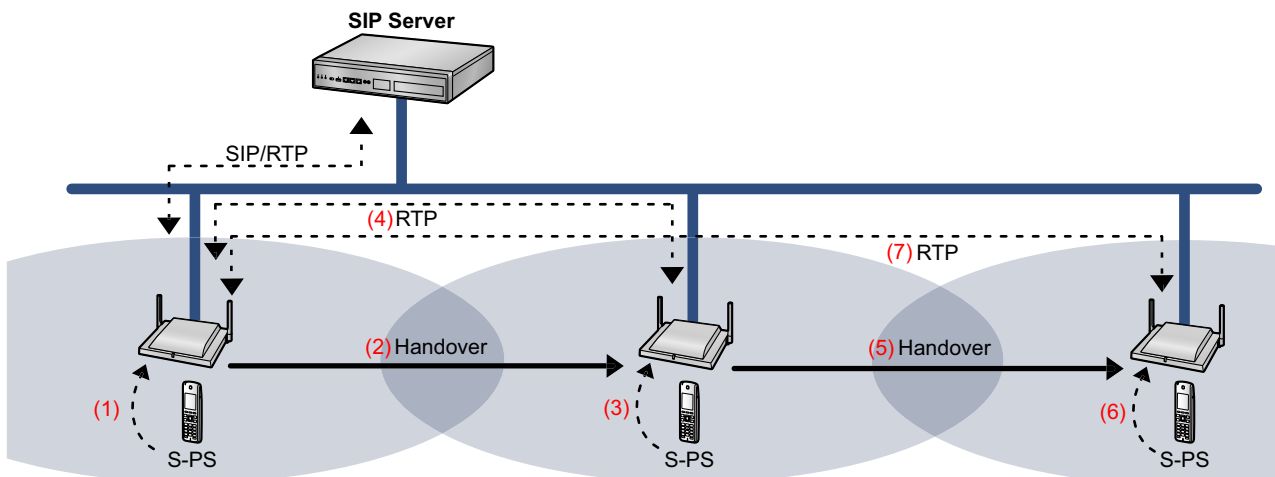 SIP Server
SIP/RTP
(4) RTP
(7) RTP
(2) Handover
(5) Handover
(1)
(3)
(6)
S-PS
S-PS
S-PS